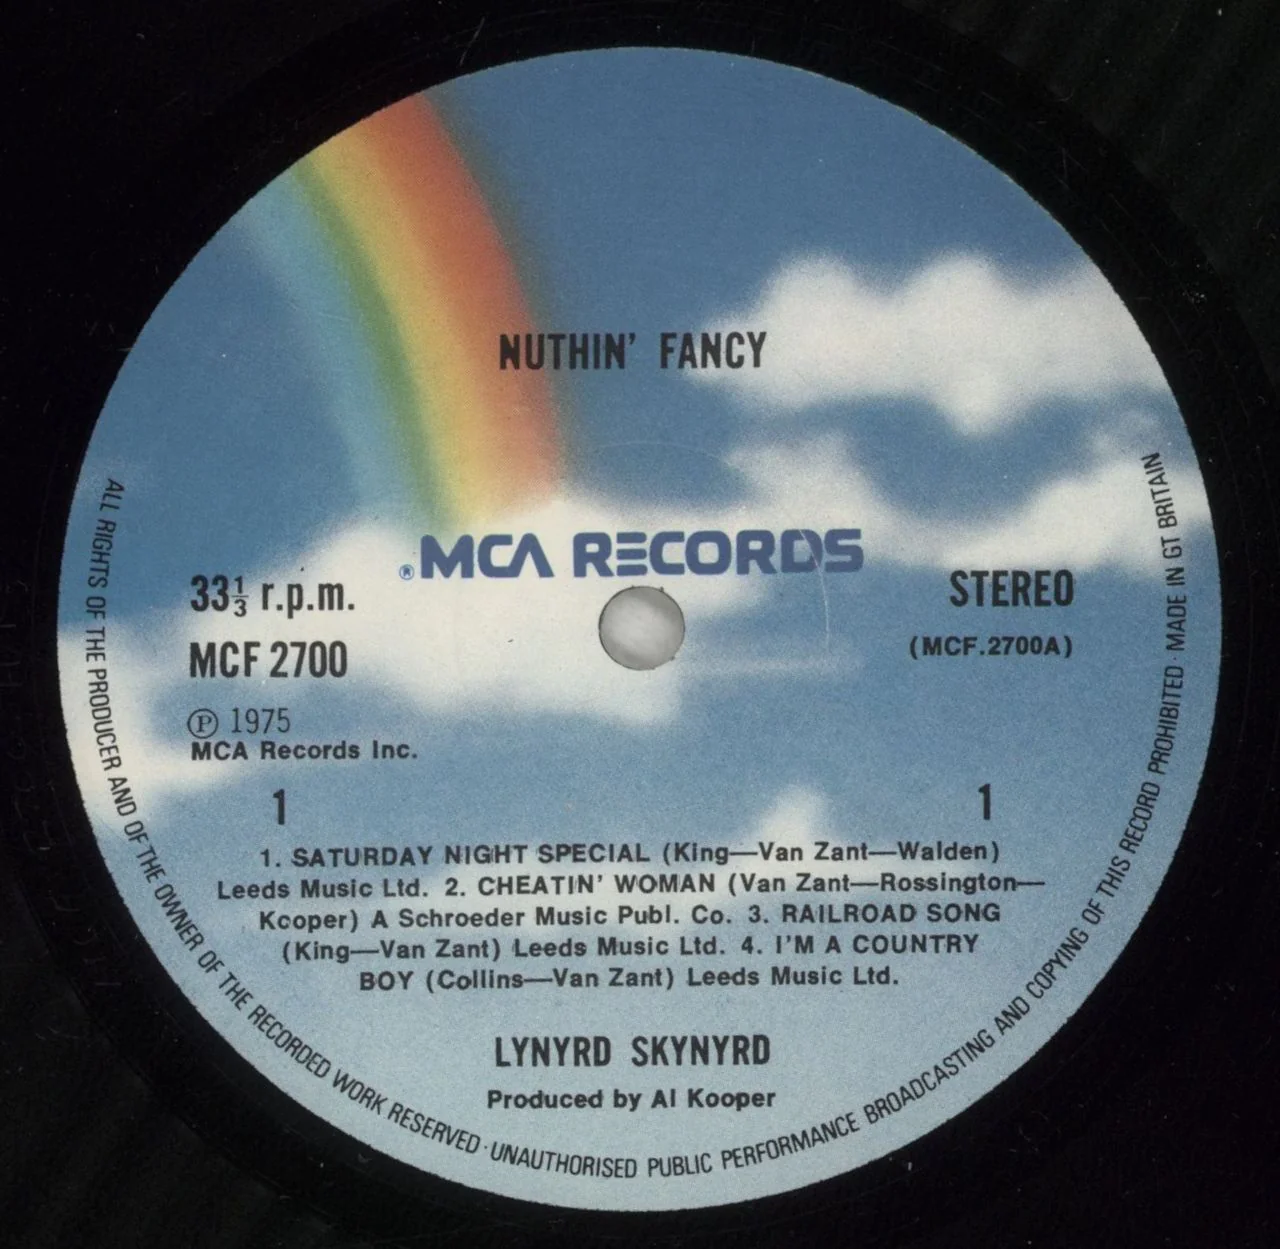 NUTHIN' FANCY
® MCA RECORDS
33⅓ r.p.m.
STEREO
MCF 2700
(MCF.2700A)
℗ 1975
MCA Records Inc.
1
1
1. SATURDAY NIGHT SPECIAL (King—Van Zant—Walden)
Leeds Music Ltd. 2. CHEATIN' WOMAN (Van Zant—Rossington—
Kcoper) A Schroeder Music Publ. Co. 3. RAILROAD SONG
(King—Van Zant) Leeds Music Ltd. 4. I'M A COUNTRY
BOY (Collins—Van Zant) Leeds Music Ltd.
LYNYRD SKYNYRD
Produced by Al Kooper
ALL RIGHTS OF THE PRODUCER AND OF THE OWNER OF THE RECORDED WORK RESERVED · UNAUTHORISED PUBLIC PERFORMANCE BROADCASTING AND COPYING OF THIS RECORD PROHIBITED · MADE IN GT BRITAIN